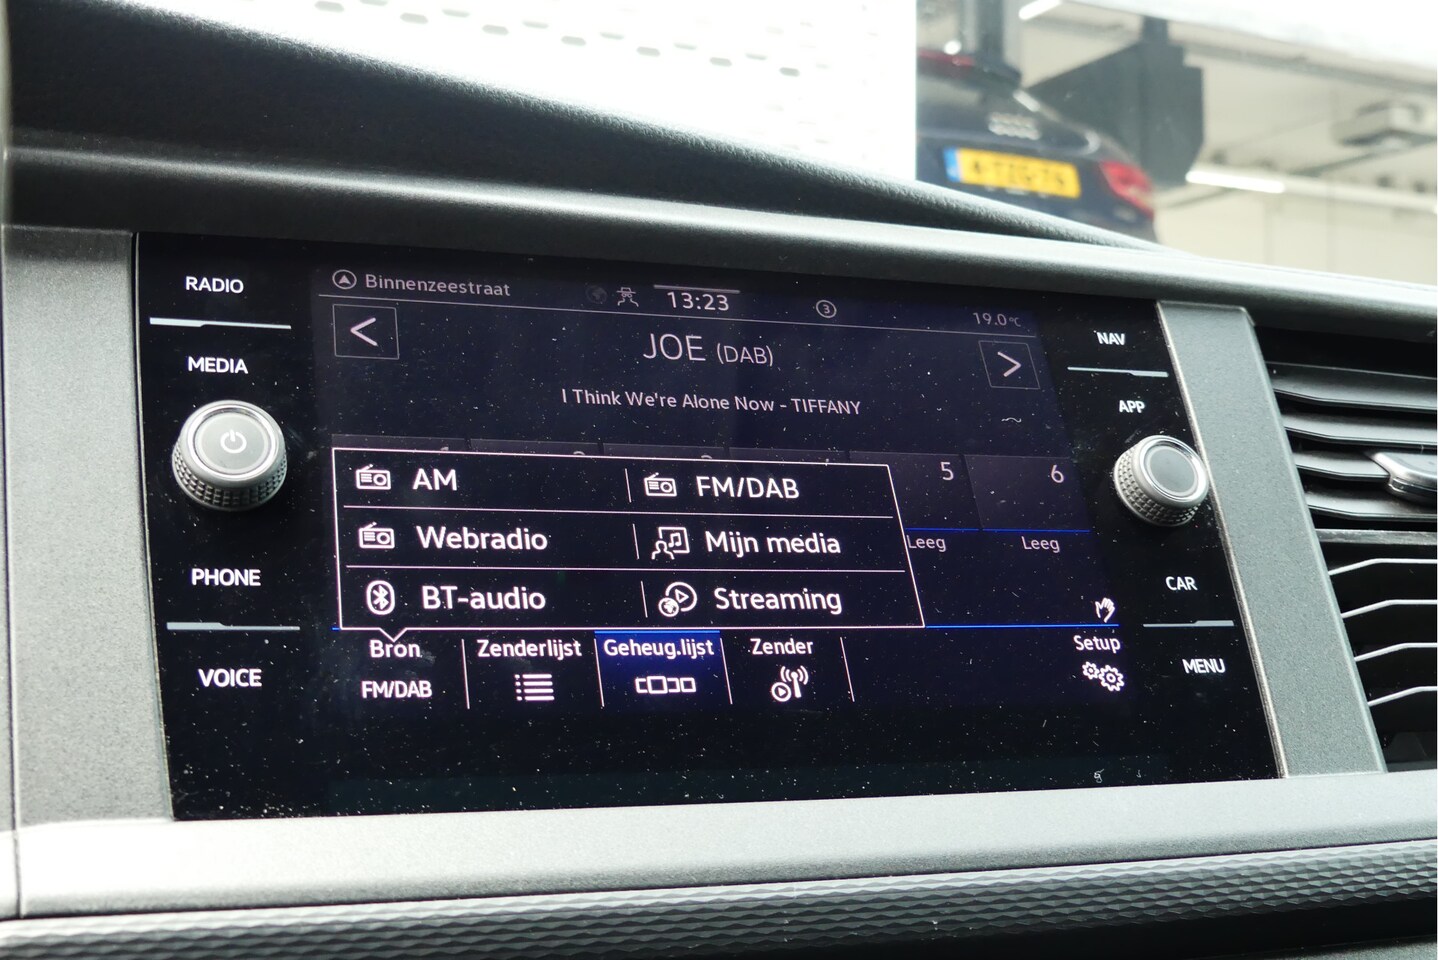 RADIO
MEDIA
PHONE
VOICE
Binnenzeestraat
13:23
3
19.0°C
JOE (DAB)
I Think We're Alone Now - TIFFANY
5
6
AM
FM/DAB
Webradio
Mijn media
Leeg
Leeg
BT-audio
Streaming
Bron
FM/DAB
Zenderlijst
Geheug.lijst
Zender
Setup
NAV
APP
CAR
MENU